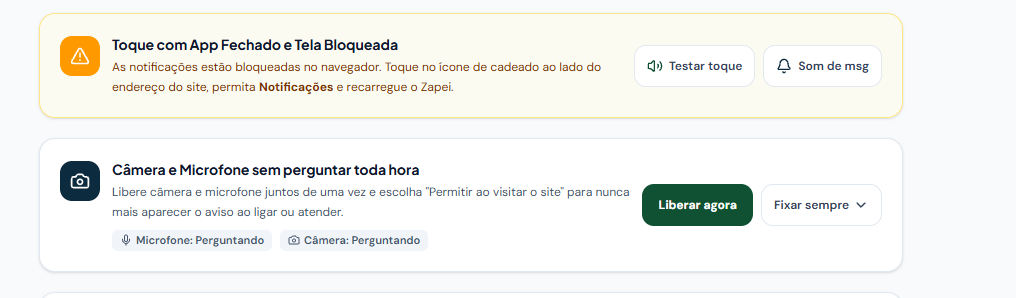 Toque com App Fechado e Tela Bloqueada
As notificações estão bloqueadas no navegador. Toque no ícone de cadeado ao lado do
endereço do site, permita Notificações e recarregue o Zapei.
Testar toque
Som de msg
Câmera e Microfone sem perguntar toda hora
Libere câmera e microfone juntos de uma vez e escolha "Permitir ao visitar o site" para nunca
mais aparecer o aviso ao ligar ou atender.
Microfone: Perguntando
Câmera: Perguntando
Liberar agora
Fixar sempre